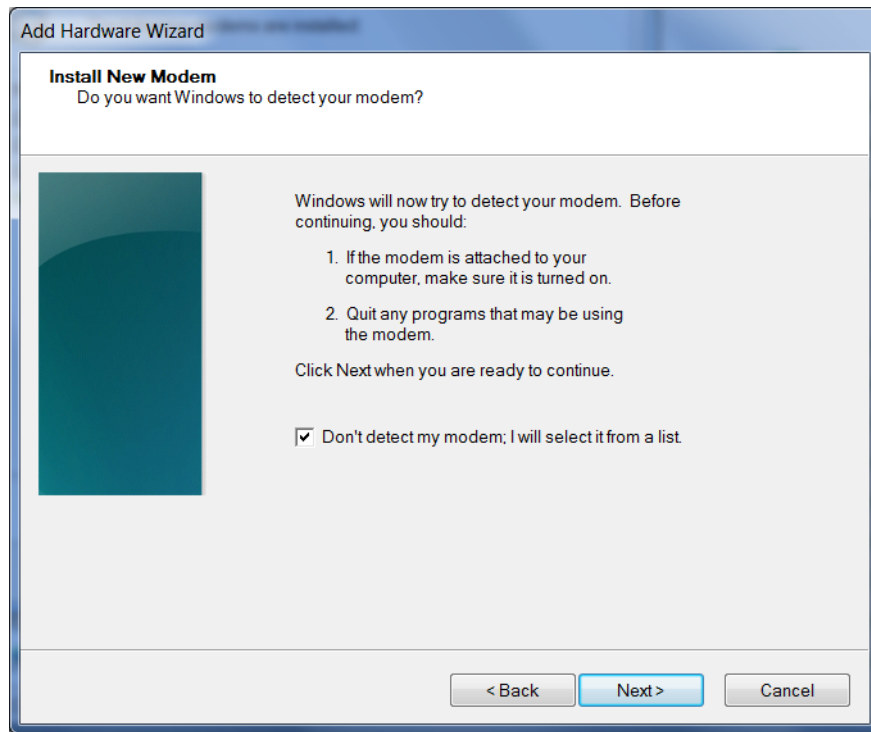 Add Hardware Wizard
Install New Modem
Do you want Windows to detect your modem?
Windows will now try to detect your modem. Before
continuing, you should:
1. If the modem is attached to your
computer, make sure it is turned on.
2. Quit any programs that may be using
the modem.
Click Next when you are ready to continue.
Don't detect my modem; I will select it from a list.
< Back
Next >
Cancel